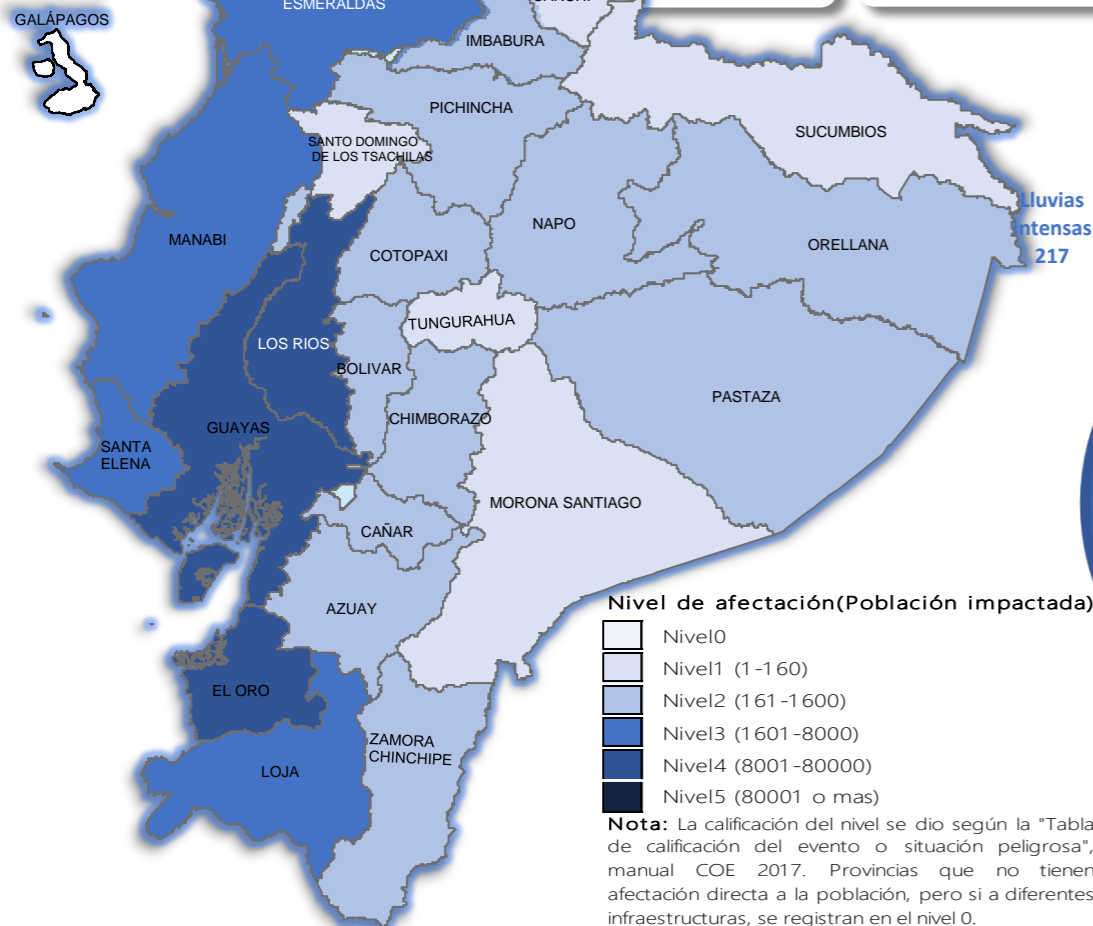 ESMERALDAS
GALÁPAGOS
IMBABURA
PICHINCHA
SUCUMBIOS
SANTO DOMINGO
DE LOS TSACHILAS
Lluvias
Intensas
217
NAPO
MANABI
ORELLANA
COTOPAXI
TUNGURAHUA
LOS RIOS
BOLIVAR
PASTAZA
CHIMBORAZO
GUAYAS
SANTA
ELENA
MORONA SANTIAGO
CAÑAR
AZUAY
EL ORO
ZAMORA
CHINCHIPE
LOJA
Nivel de afectación(Población impactada)
Nivel0
Nivel1 (1-160)
Nivel2 (161-1600)
Nivel3 (1601-8000)
Nivel4 (8001-80000)
Nivel5 (80001 o mas)
Nota: La calificación del nivel se dio según la "Tabla
de calificación del evento o situación peligrosa",
manual COE 2017. Provincias que no tienen
afectación directa a la población, pero si a diferentes
infraestructuras, se registran en el nivel 0.